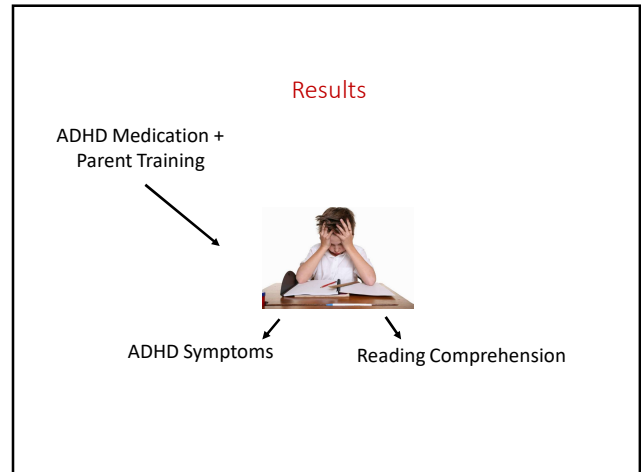 Results
ADHD Medication +
Parent Training
ADHD Symptoms
Reading Comprehension